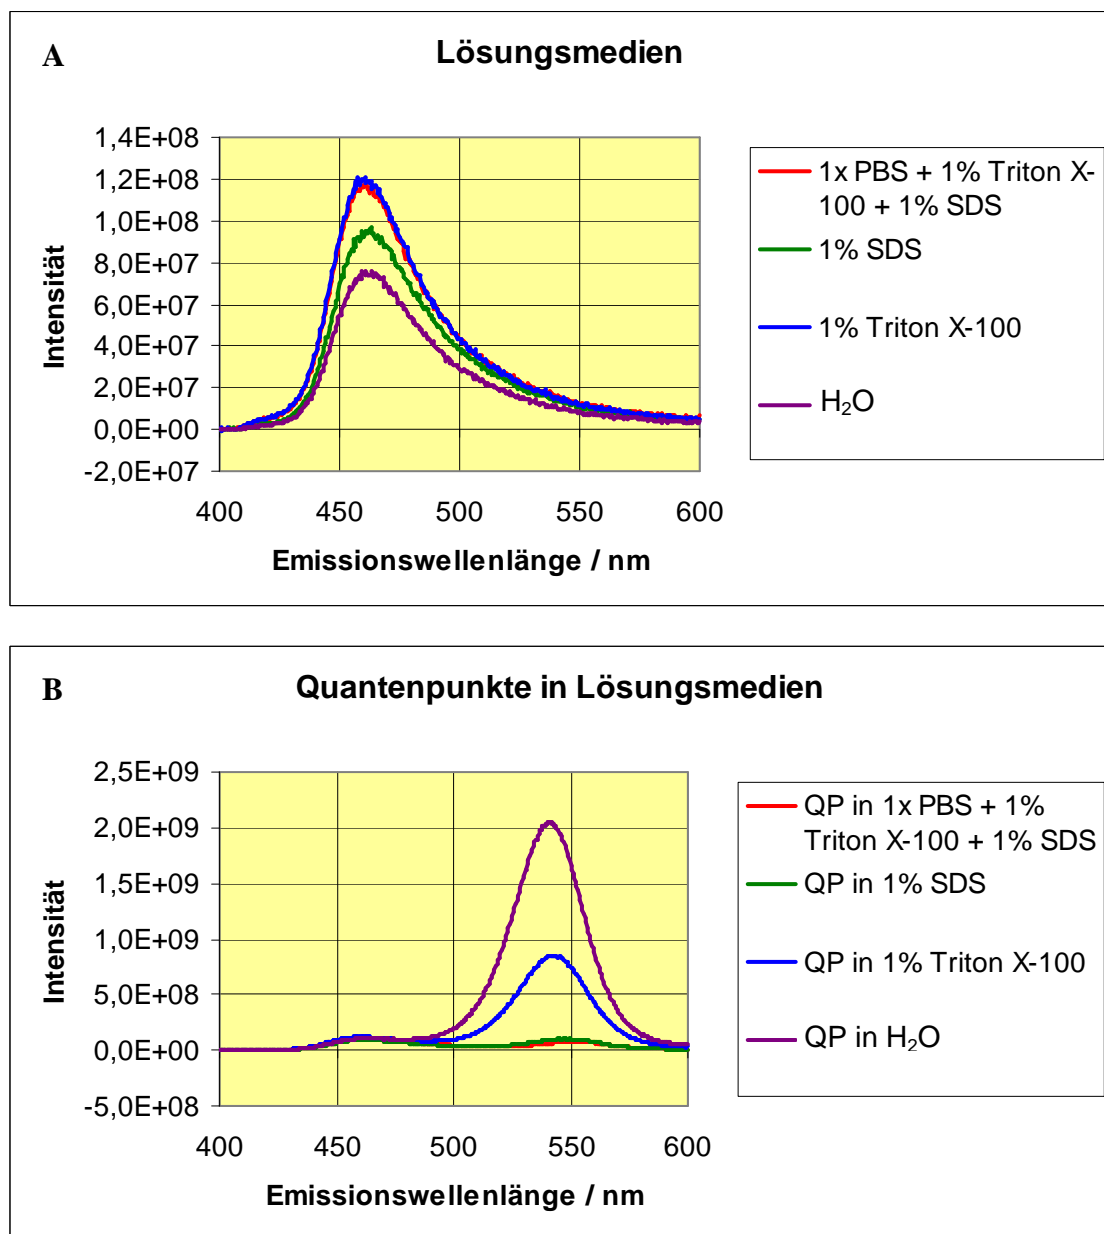 A
Lösungsmedien
1,4E+08
1,2E+08
1,0E+08
8,0E+07
6,0E+07
4,0E+07
2,0E+07
0,0E+00
-2,0E+07
Intensität
400 450 500 550 600
Emissionswellenlänge / nm
1x PBS + 1% Triton X-
100 + 1% SDS
1% SDS
1% Triton X-100
H₂O
B
Quantenpunkte in Lösungsmedien
2,5E+09
2,0E+09
1,5E+09
1,0E+09
5,0E+08
0,0E+00
-5,0E+08
Intensität
400 450 500 550 600
Emissionswellenlänge / nm
QP in 1x PBS + 1%
Triton X-100 + 1% SDS
QP in 1% SDS
QP in 1% Triton X-100
QP in H₂O